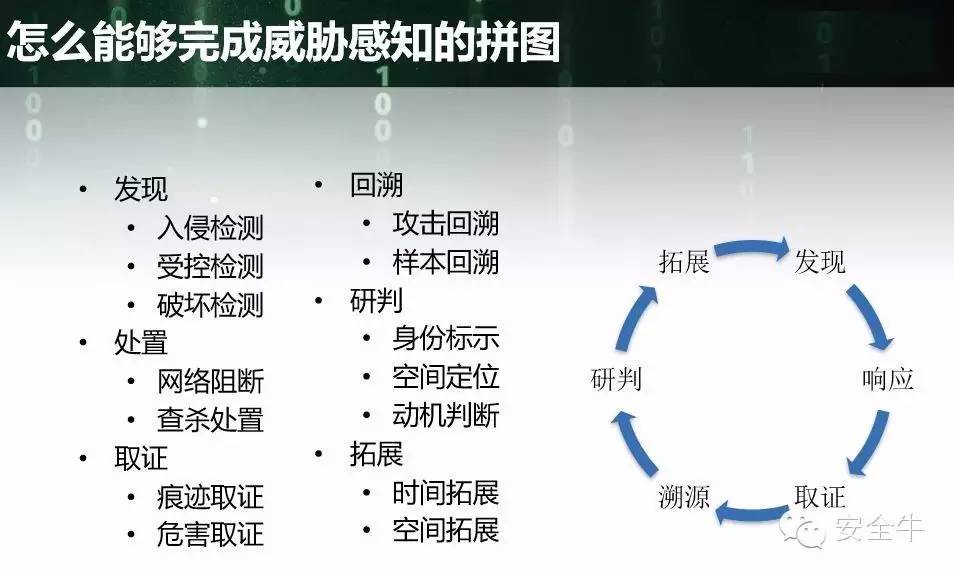 怎么能够完成威胁感知的拼图
• 发现
• 入侵检测
• 受控检测
• 破坏检测
• 处置
• 网络阻断
• 查杀处置
• 取证
• 痕迹取证
• 危害取证
• 回溯
• 攻击回溯
• 样本回溯
• 研判
• 身份标示
• 空间定位
• 动机判断
• 拓展
• 时间拓展
• 空间拓展
拓展
发现
响应
取证
溯源
研判
安全牛